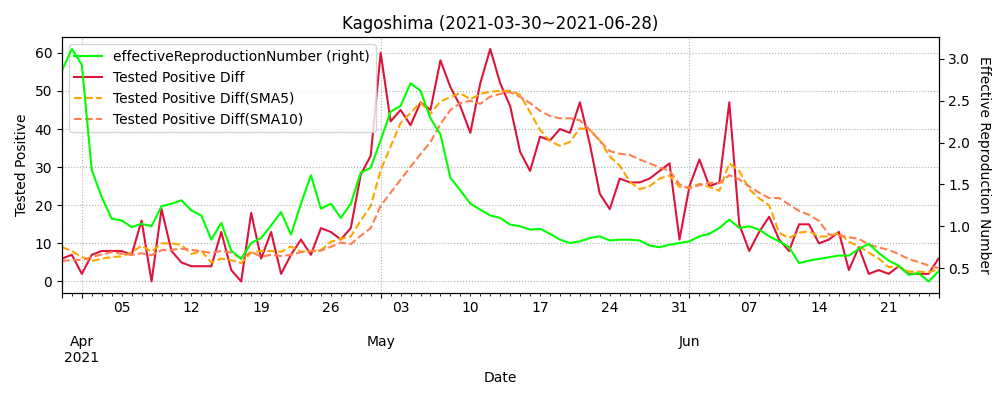 Kagoshima (2021-03-30~2021-06-28)
effectiveReproductionNumber (right)
Tested Positive Diff
Tested Positive Diff(SMA5)
Tested Positive Diff(SMA10)
Tested Positive
60
50
40
30
20
10
0
3.0
2.5
2.0
1.5
1.0
0.5
Effective Reproduction Number
05 12 19 26 03 10 17 24 31 07 14 21
Apr May Jun
2021
Date